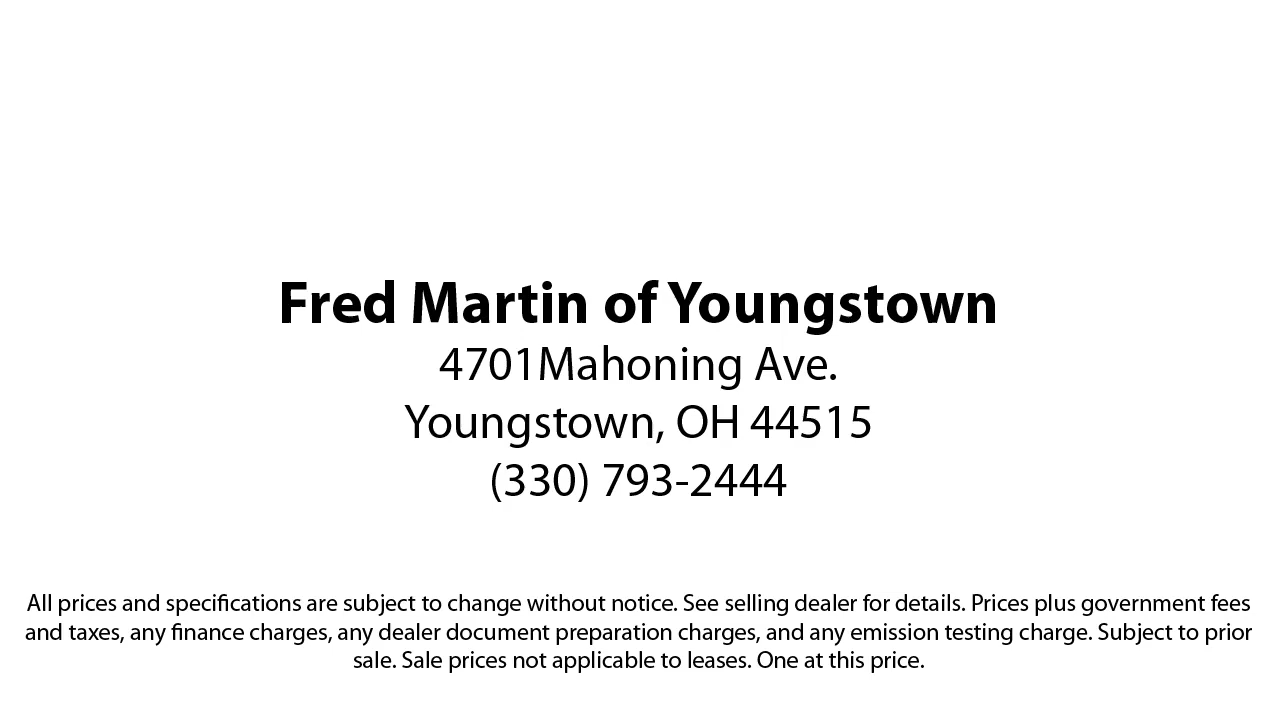 Fred Martin of Youngstown
4701Mahoning Ave.
Youngstown, OH 44515
(330) 793-2444
All prices and specifications are subject to change without notice. See selling dealer for details. Prices plus government fees
and taxes, any finance charges, any dealer document preparation charges, and any emission testing charge. Subject to prior
sale. Sale prices not applicable to leases. One at this price.